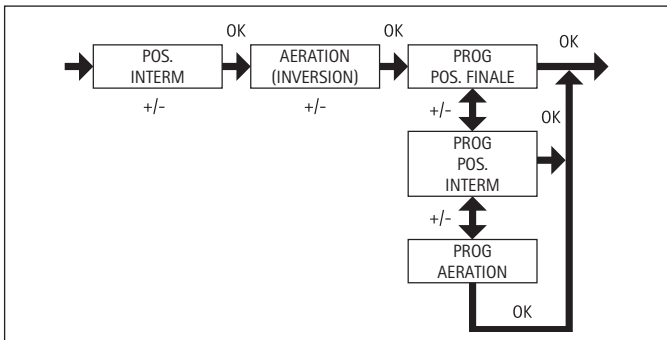 OK
OK
OK
POS.
INTERM
AERATION
(INVERSION)
PROG
POS. FINALE
+/-
+/-
+/-
OK
PROG
POS.
INTERM
+/-
PROG
AERATION
OK